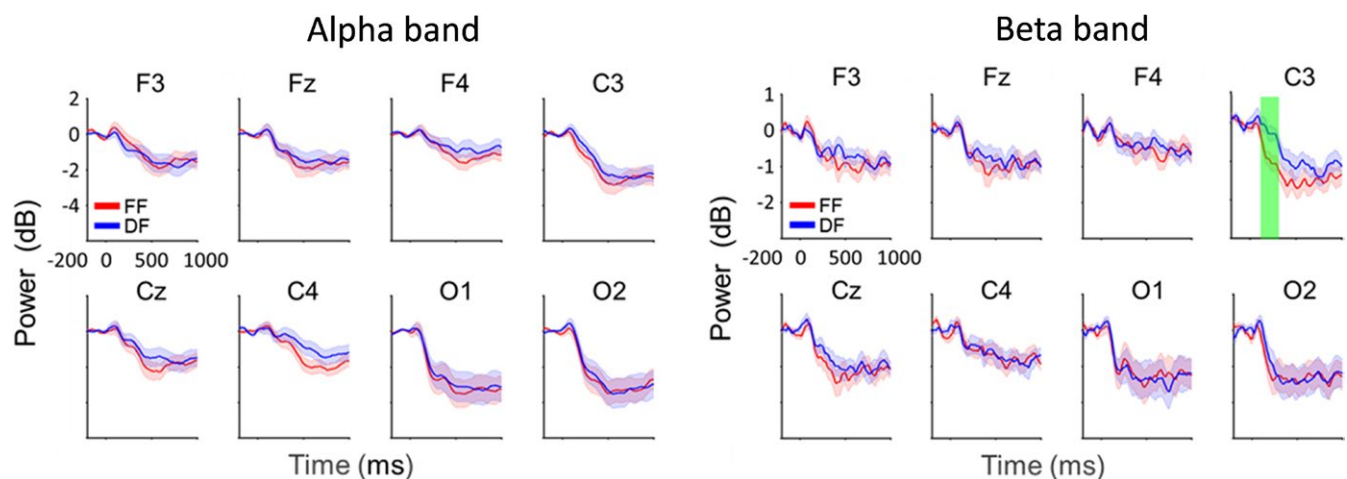 Alpha band
F3 Fz F4 C3
2
0
-2
-4
FF
DF
-200 0 500 1000
Cz C4 O1 O2
Power (dB)
Time (ms)
Beta band
F3 Fz F4 C3
1
0
-1
-2
FF
DF
-200 0 500 1000
Cz C4 O1 O2
Power (dB)
Time (ms)